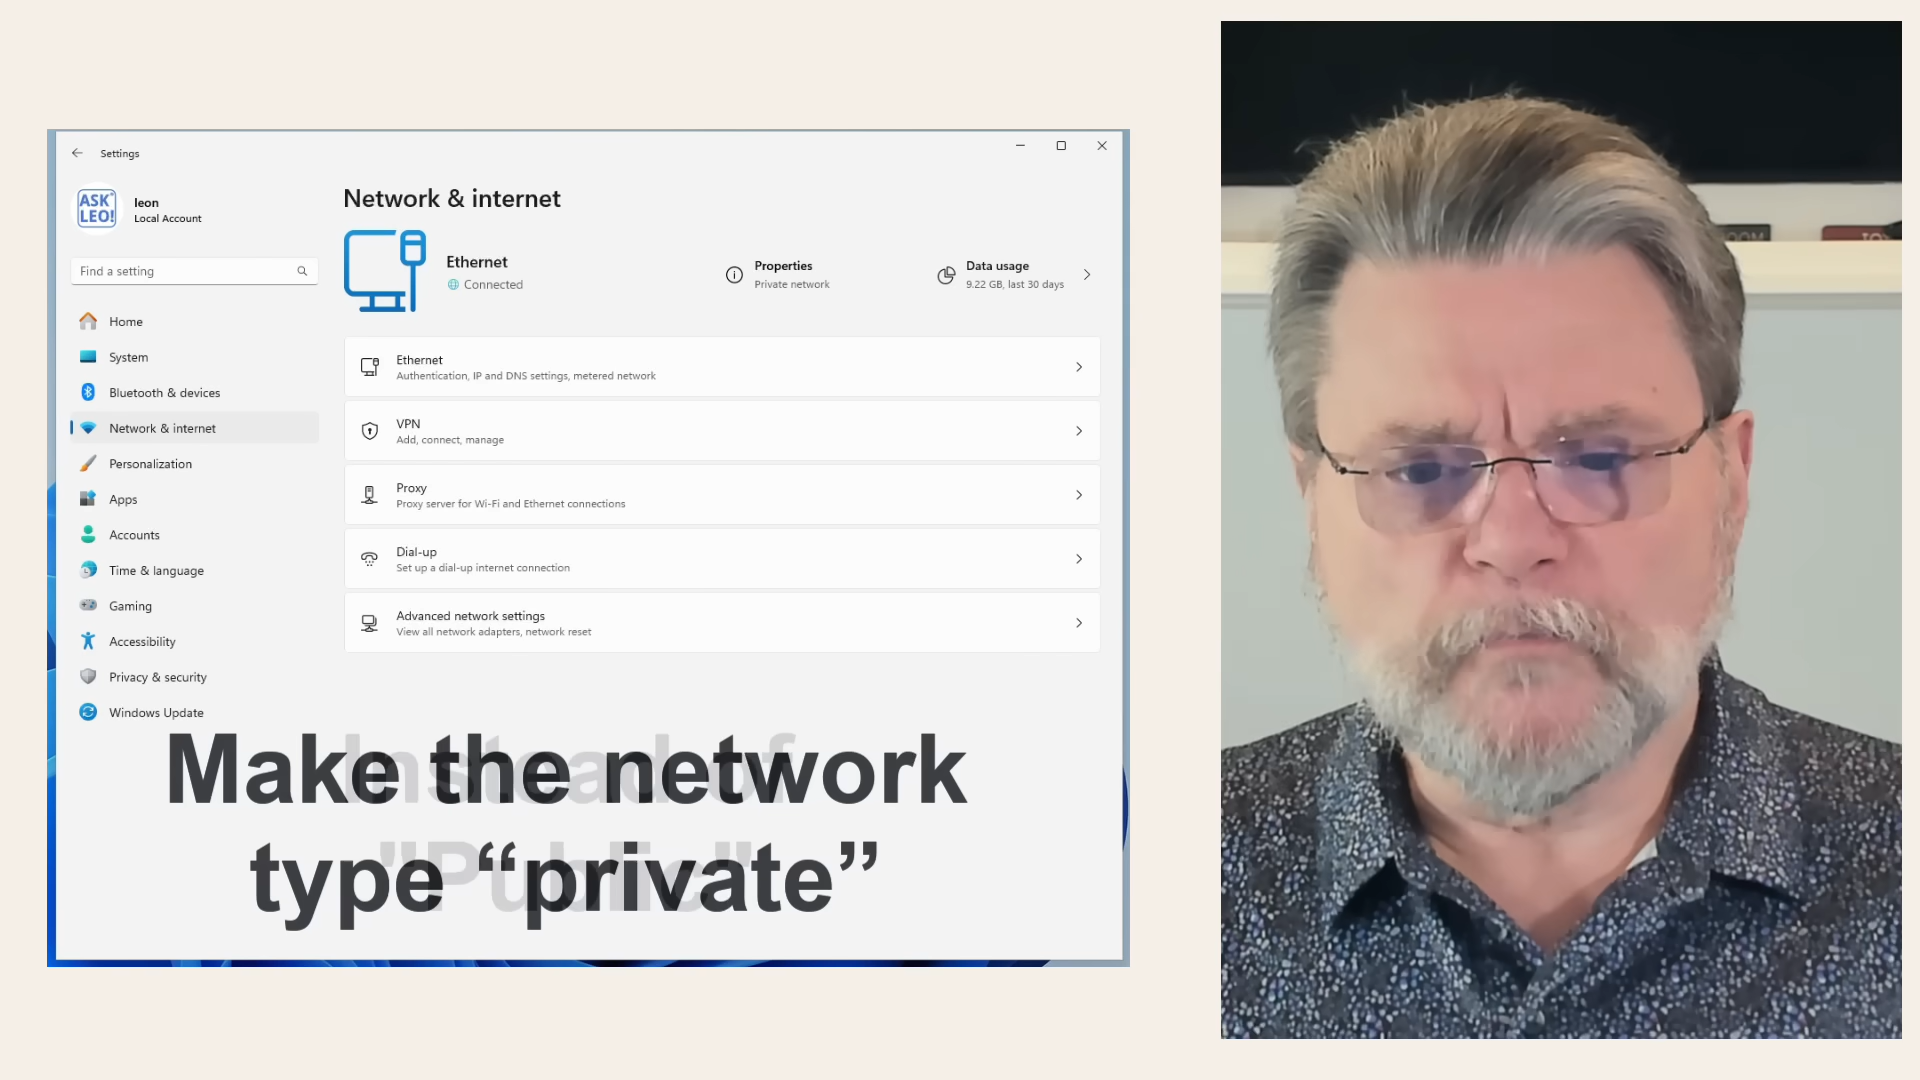 Settings
ASK
LEO!
leon
Local Account
Find a setting
Home
System
Bluetooth & devices
Network & internet
Personalization
Apps
Accounts
Time & language
Gaming
Accessibility
Privacy & security
Windows Update
Network & internet
Ethernet
Connected
Properties
Private network
Data usage
9.22 GB, last 30 days
Ethernet
Authentication, IP and DNS settings, metered network
VPN
Add, connect, manage
Proxy
Proxy server for Wi-Fi and Ethernet connections
Dial-up
Set up a dial-up internet connection
Advanced network settings
View all network adapters, network reset
Make the network
type “private”
Instead of
"Public"